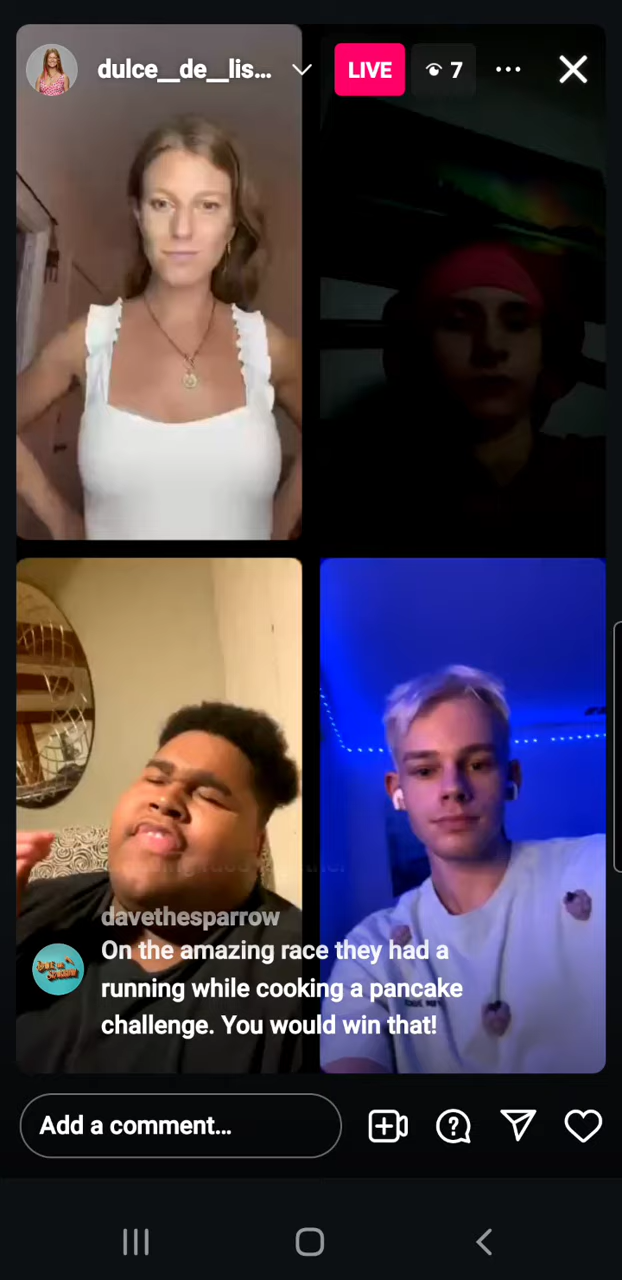 dulce__de__lis...
LIVE
7
davethesparrow
On the amazing race they had a
running while cooking a pancake
challenge. You would win that!
Add a comment...